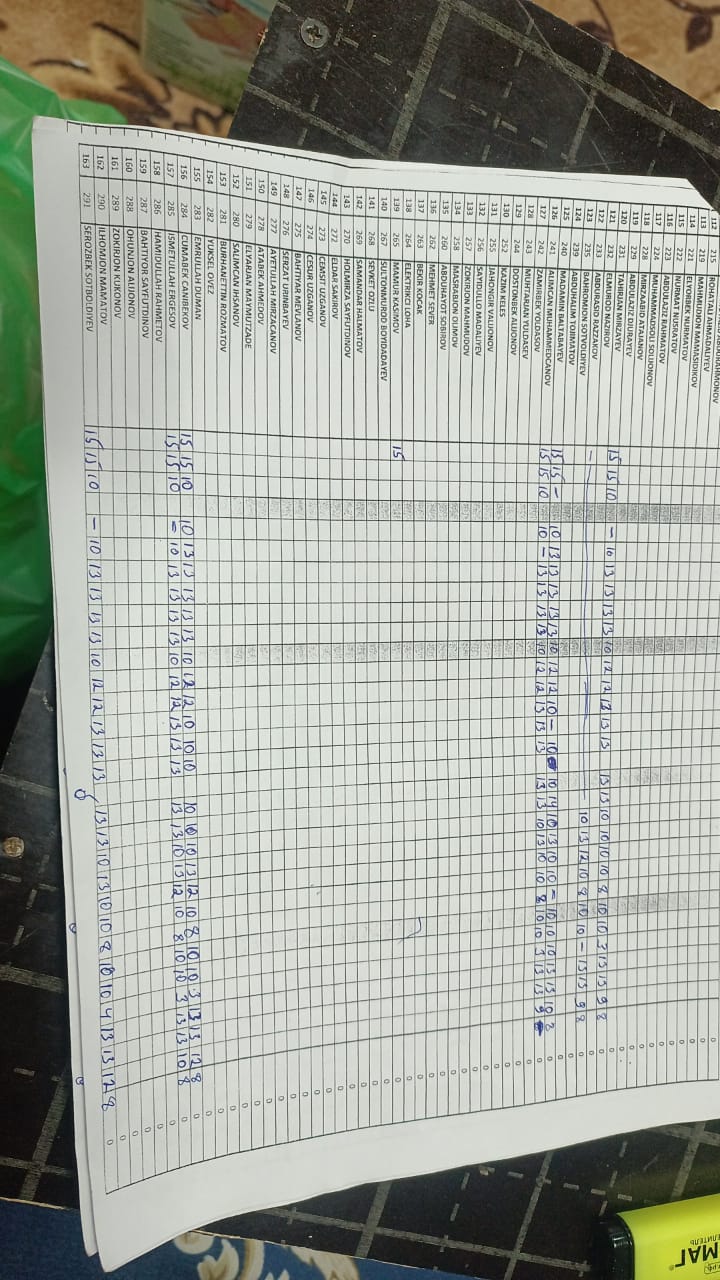 112 215 ROHATALI AHMADALIYEV 0
113 219 MAHMUDJON MAMASIDIKOV 0
114 221 ELYORBEK NURMATOV 0
115 222 NURMAT NUSRATOV 0
116 223 ABDULAZIZ RAHMATOV 0
117 224 MUHAMMADSOLI SOLIJONOV 0
118 228 MIRZAABID ATAJANOV 0
119 229 ABDULAZIZ DJURAYEV 0
120 231 TAHIRJAN MIRZAYEV 0
121 232 ELMUROD NAZIROV 15 15 10 – 10 13 13 13 13 10 12 12 13 13 13 13 13 10 10 10 10 8 10 10 3 13 13 9 8 0
122 233 ABDURASID RAZZAKOV 0
123 235 BAHROMJON SOTVOLDIYEV – 10 13 12 10 8 10 10 – 13 13 9 8 0
124 239 ABDUHALIM TOJIMATOV 0
125 240 MADAMIN BALTABAYEV 0
126 241 ALIMCAN MUHAMMEDCANOV 15 15 – 10 13 13 13 13 13 10 12 12 10 – 10 10 14 10 13 10 10 – 10 10 10 13 13 10 8 0
127 242 ZAMIRBEK YOLDASOV 15 15 10 10 – 13 13 13 13 10 12 12 13 13 13 13 13 10 13 10 10 8 10 10 3 13 13 9 0
128 243 MUHTARJAN YULDASEV 0
129 244 DOSTONBEK ALIJONOV 0
130 252 KAZIM KELES 0
131 255 JAHONGIR VALIJONOV 0
132 256 SAYIDULLO MADALIYEV 0
133 257 ZOKIRJON MAHMUDOV 0
134 258 MASRABJON OLIMOV 0
135 260 ABDUHAYOT SOBIROV 0
136 262 MEHMET SEVER 0
137 263 BEKIR KOCAK 0
138 264 ELEKTRIKCI LOHA 0
139 265 MAMUR KASIMOV 15 0
140 267 SULTONMUROD BOYIDADAYEV 0
141 268 SEVKET OZLU 0
142 269 SAMANDAR HALMATOV 0
143 270 HOLMIRZA SAYFUTDINOV 0
144 272 ELDAR SAKIROV 0
145 273 CEMSIT UZGANOV 0
146 274 CESUR UZGANOV 0
147 275 BAHTIYAR MEVLANOV 0
148 276 SERZAT URINBAYEV 0
149 277 AYETULLAH MIRZACANOV 0
150 278 ATABEK AHMEDOV 0
151 279 ELYARJAN MAYMUTZADE 0
152 280 SALIMCAN IHSANOV 0
153 281 BURHANETTIN ROZMATOV 0
154 282 YUKSEL OVEZ 0
155 283 EMRULLAH DUMAN 0
156 284 CUMABEK CANIBEKOV 15 15 10 10 13 13 13 13 13 10 12 12 10 10 10 10 10 10 13 12 10 8 10 10 3 13 13 12 8 0
157 285 ISMETULLAH ERGESOV 15 15 10 – 10 13 13 13 13 10 12 12 13 13 13 13 13 10 13 12 10 8 10 10 3 13 13 10 8 0
158 286 HAMIDULLAH RAHMETOV 0
159 287 BAHTIYOR SAYFUTDINOV 0
160 288 OHUNJON ALIJONOV 0
161 289 ZOKIRJON KUKONOV 0
162 290 ILHOMJON MAMATOV 0
163 291 SEROZBEK SOTBOLDIYEV 15 15 10 – 10 13 13 13 13 10 12 12 13 13 13 13 13 10 13 10 10 8 10 10 4 13 13 12 8 0